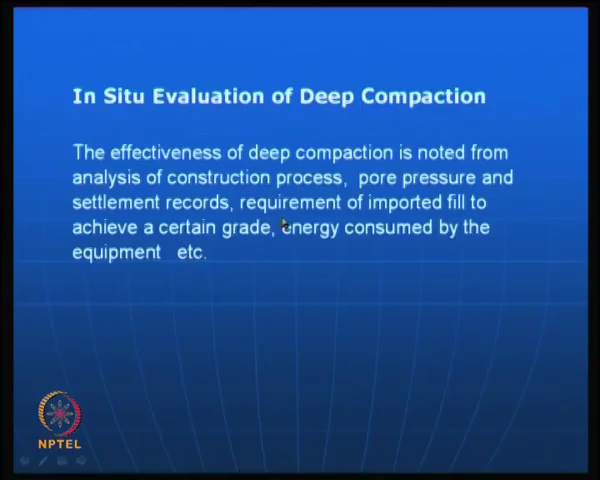 In Situ Evaluation of Deep Compaction
The effectiveness of deep compaction is noted from
analysis of construction process, pore pressure and
settlement records, requirement of imported fill to
achieve a certain grade, energy consumed by the
equipment etc.
NPTEL